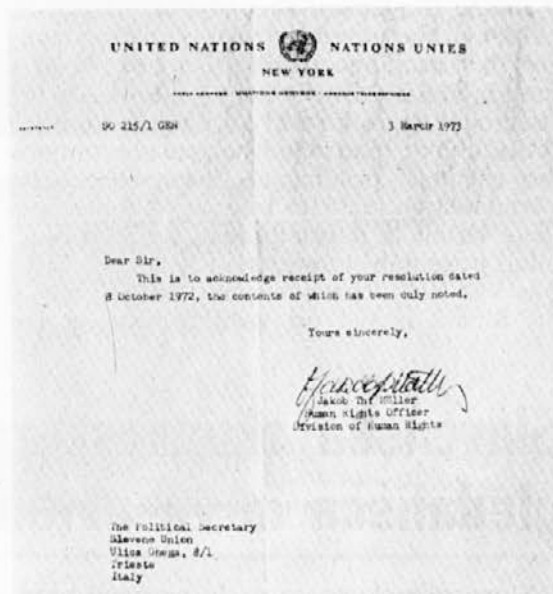 UNITED NATIONS NATIONS UNIES
NEW YORK
SO 215/1 GEN 3 March 1973
Dear Sir,
This is to acknowledge receipt of your resolution dated
8 October 1972, the contents of which has been duly noted.
Yours sincerely,
Jakob Th Möller
Human Rights Officer
Division of Human Rights
The Political Secretary
Slovene Union
Ulica Ghega, 8/1
Trieste
Italy